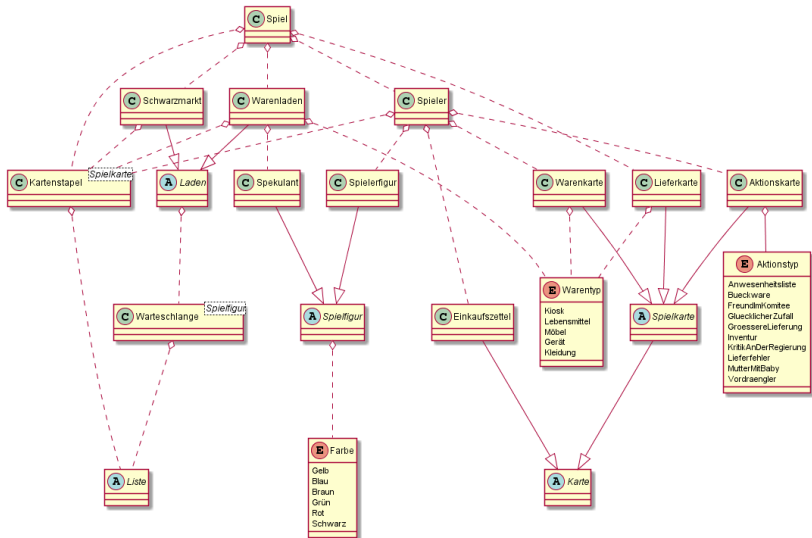 C Spiel
C Schwarzmarkt
C Warenladen
C Spieler
C Kartenstapel
Spielkarte
A Laden
C Spekulant
C Spielerfigur
C Warenkarte
C Lieferkarte
C Aktionskarte
C Warteschlange
Spielfigur
A Spielfigur
C Einkaufszettel
E Warentyp
Kiosk
Lebensmittel
Möbel
Gerät
Kleidung
A Spielkarte
E Aktionstyp
Anwesenheitsliste
Bueckware
FreundImKomitee
GluecklicherZufall
GroessereLieferung
Inventur
KritikAnDerRegierung
Lieferfehler
MutterMitBaby
Vordraengler
A Liste
E Farbe
Gelb
Blau
Braun
Grün
Rot
Schwarz
A Karte